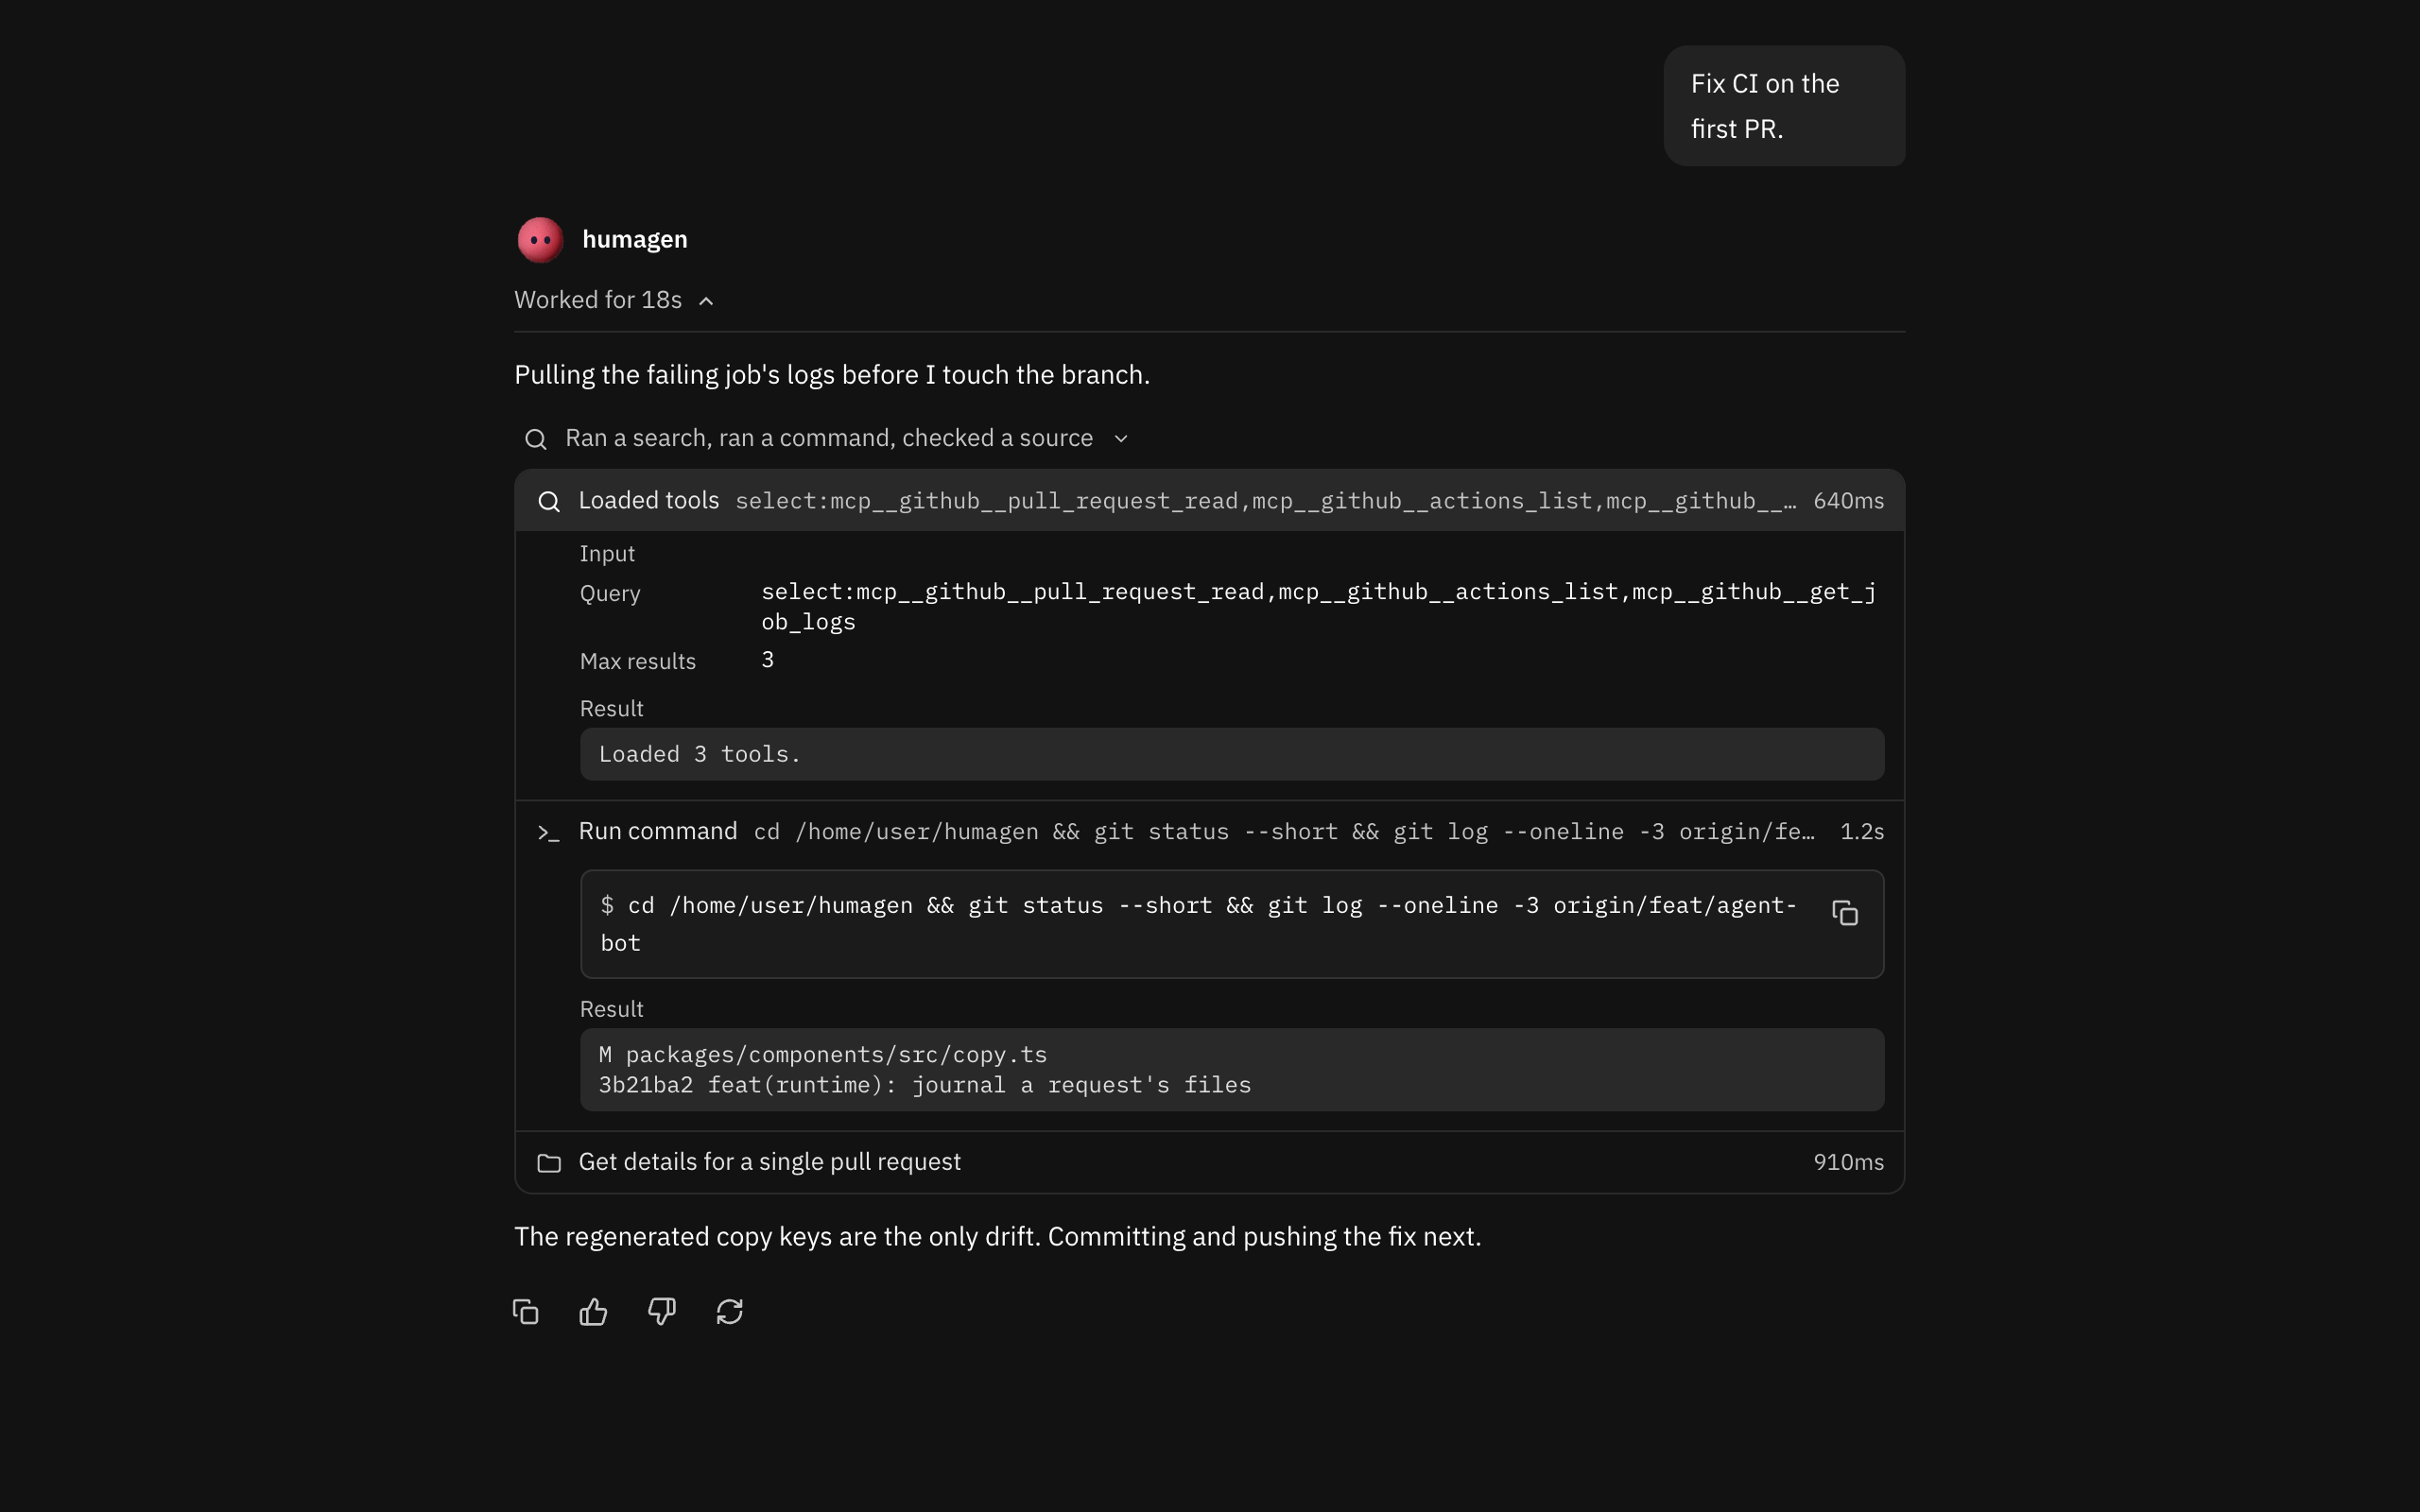 Fix CI on the
first PR.
humagen
Worked for 18s
Pulling the failing job's logs before I touch the branch.
Ran a search, ran a command, checked a source
Loaded tools select:mcp__github__pull_request_read,mcp__github__actions_list,mcp__github__… 640ms
Input
Query select:mcp__github__pull_request_read,mcp__github__actions_list,mcp__github__get_j
ob_logs
Max results 3
Result
Loaded 3 tools.
Run command cd /home/user/humagen && git status --short && git log --oneline -3 origin/fe… 1.2s
$ cd /home/user/humagen && git status --short && git log --oneline -3 origin/feat/agent-
bot
Result
M packages/components/src/copy.ts
3b21ba2 feat(runtime): journal a request's files
Get details for a single pull request 910ms
The regenerated copy keys are the only drift. Committing and pushing the fix next.